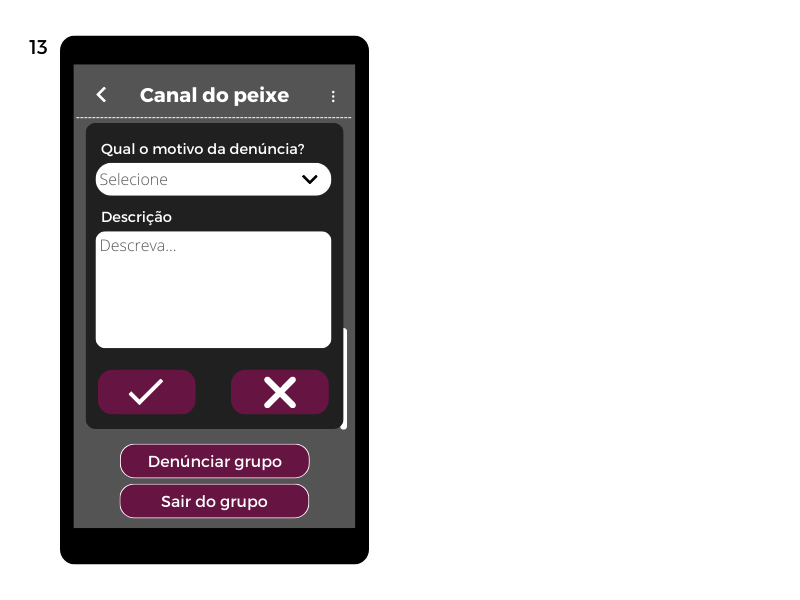 13
Canal do peixe
Qual o motivo da denúncia?
Selecione
Descrição
Descreva...
Denúnciar grupo
Sair do grupo